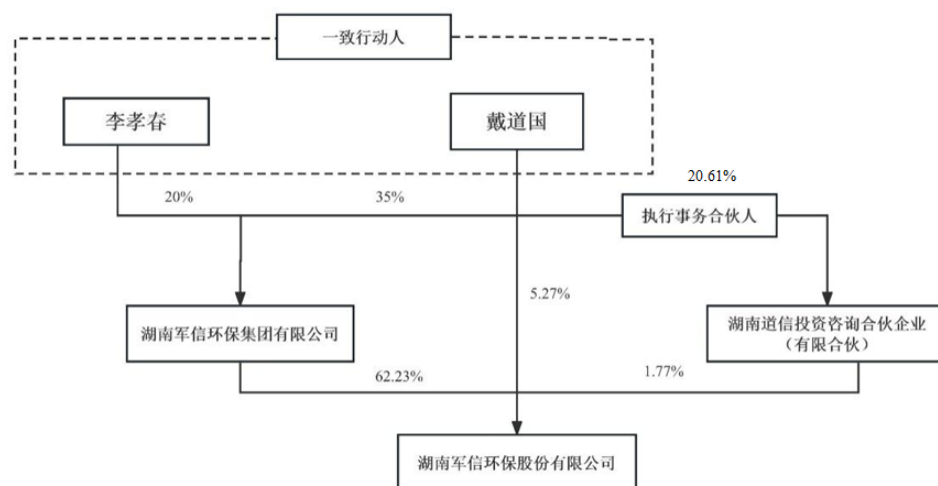 一致行动人
李孝春
戴道国
20.61%
20%
35%
执行事务合伙人
5.27%
湖南军信环保集团有限公司
湖南道信投资咨询合伙企业
（有限合伙）
62.23%
1.77%
湖南军信环保股份有限公司